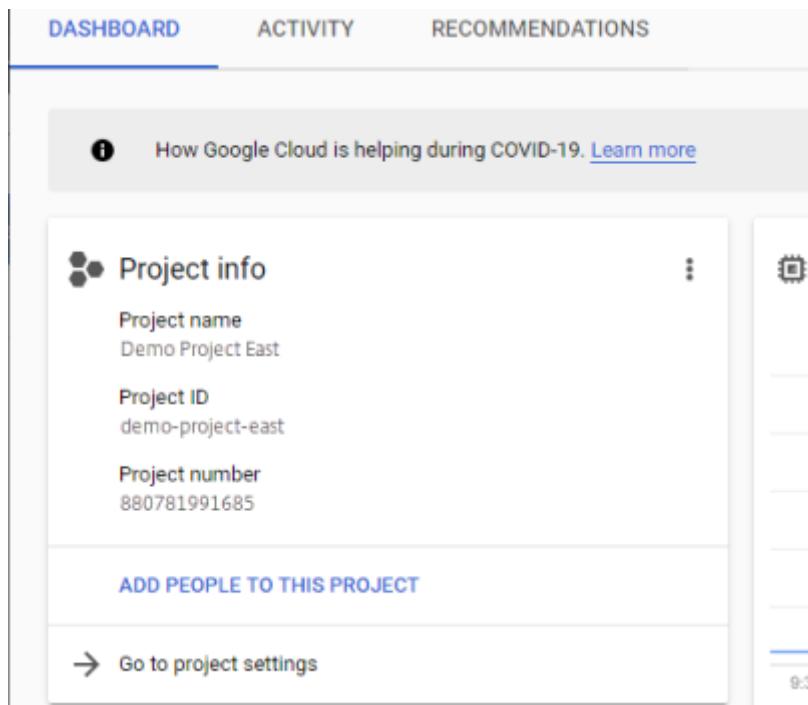 DASHBOARD ACTIVITY RECOMMENDATIONS
How Google Cloud is helping during COVID-19. Learn more
Project info
Project name
Demo Project East
Project ID
demo-project-east
Project number
880781991685
ADD PEOPLE TO THIS PROJECT
Go to project settings